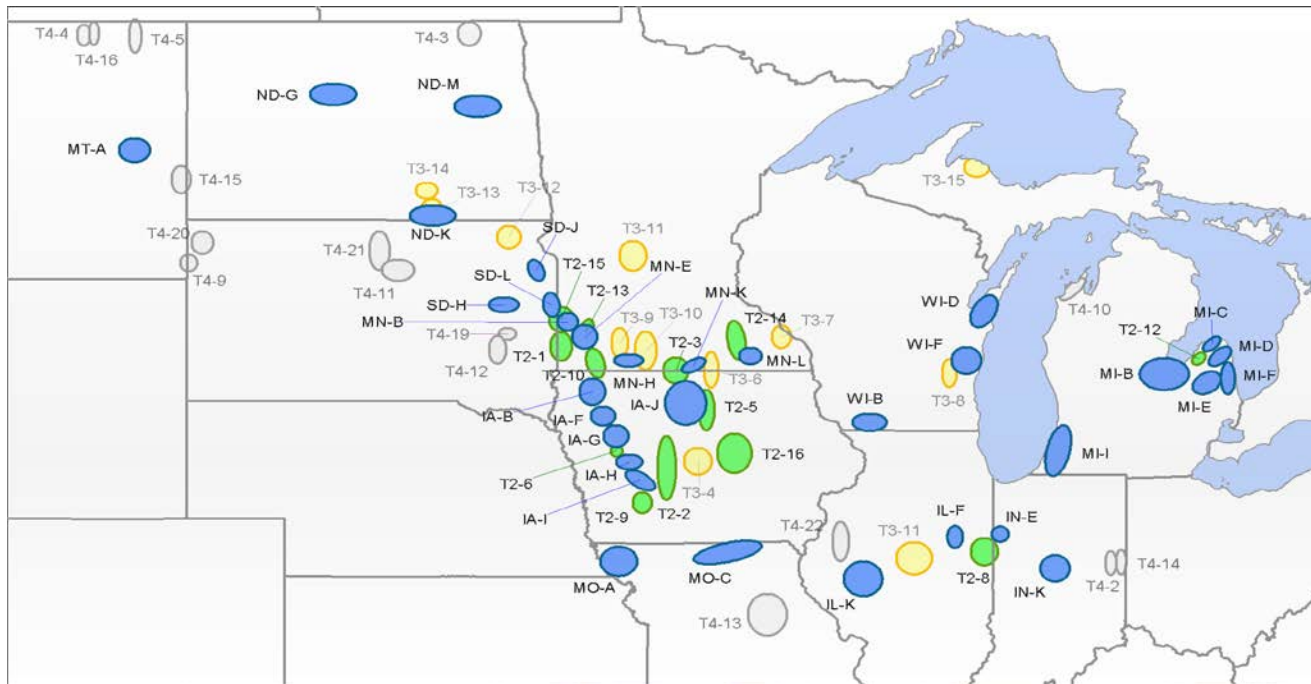 T4-4
T4-16
T4-5
T4-3
ND-G
ND-M
MT-A
T4-15
T3-14
T3-13
T3-12
T3-15
ND-K
T4-20
T4-9
T4-21
T4-11
SD-J
T3-11
T2-15
MN-E
SD-L
T2-13
SD-H
MN-K
MN-B
T4-19
T3-9
T3-10
T2-14
T3-7
WI-D
T4-10
MI-C
T2-12
MI-D
T4-12
T2-1
T2-3
MN-L
WI-F
MI-B
MI-F
T2-10
MN-H
T3-6
T3-8
MI-E
IA-B
IA-J
WI-B
IA-F
T2-5
IA-G
T2-16
MI-I
T2-6
IA-H
T3-4
IA-I
T2-9
T2-2
T4-22
T3-11
IL-F
IN-E
MO-A
MO-C
T2-8
T4-2
T4-14
IL-K
IN-K
T4-13